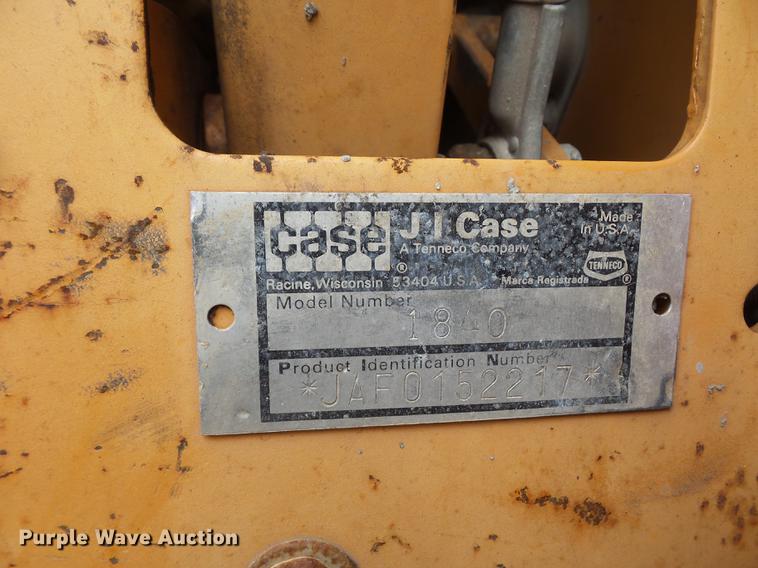 case
J I Case
A Tenneco Company
Made
In U.S.A.
TENNECO
®
®
Racine, Wisconsin 53404 U.S.A.
Marca Registrada
Model Number
1840
Product Identification Number
*JAF0152217*
Purple Wave Auction